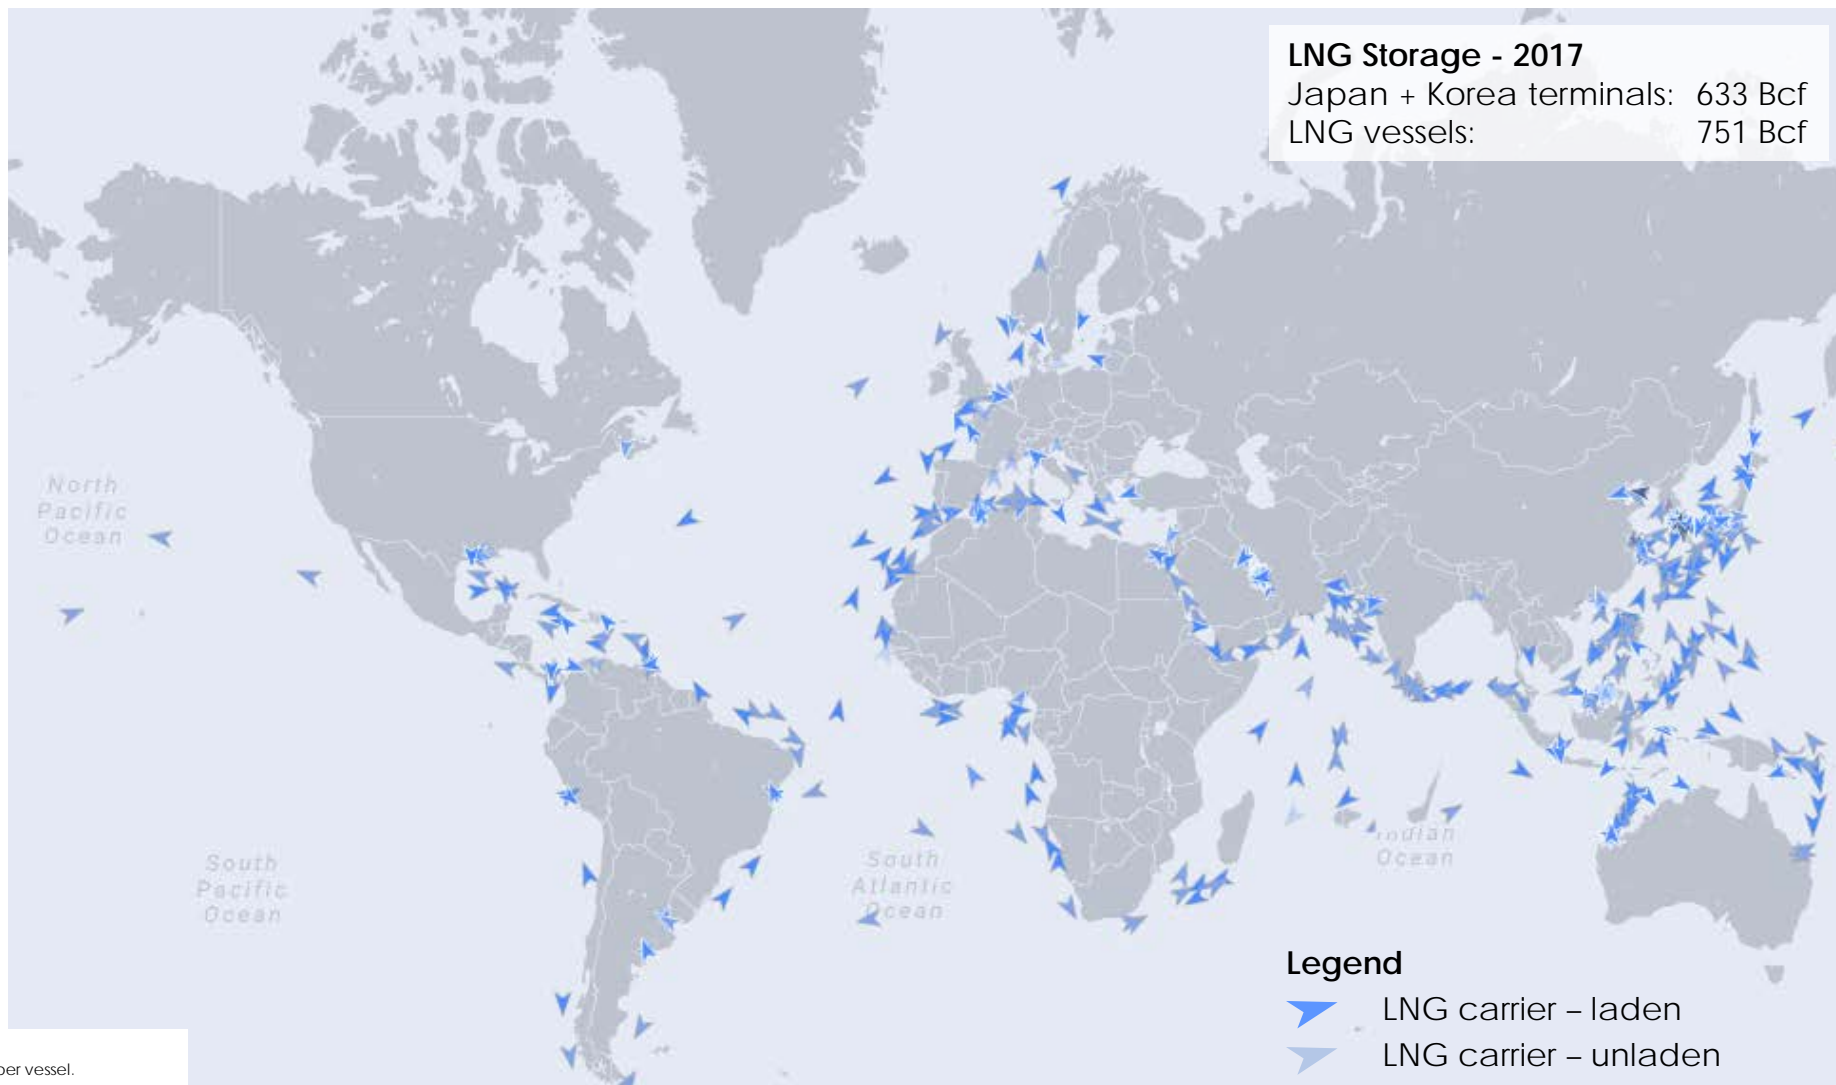 LNG Storage - 2017
Japan + Korea terminals: 633 Bcf
LNG vessels: 751 Bcf
North
Pacific
Ocean
South
Pacific
Ocean
South
Atlantic
Ocean
Indian
Ocean
Legend
LNG carrier – laden
LNG carrier – unladen
per vessel.